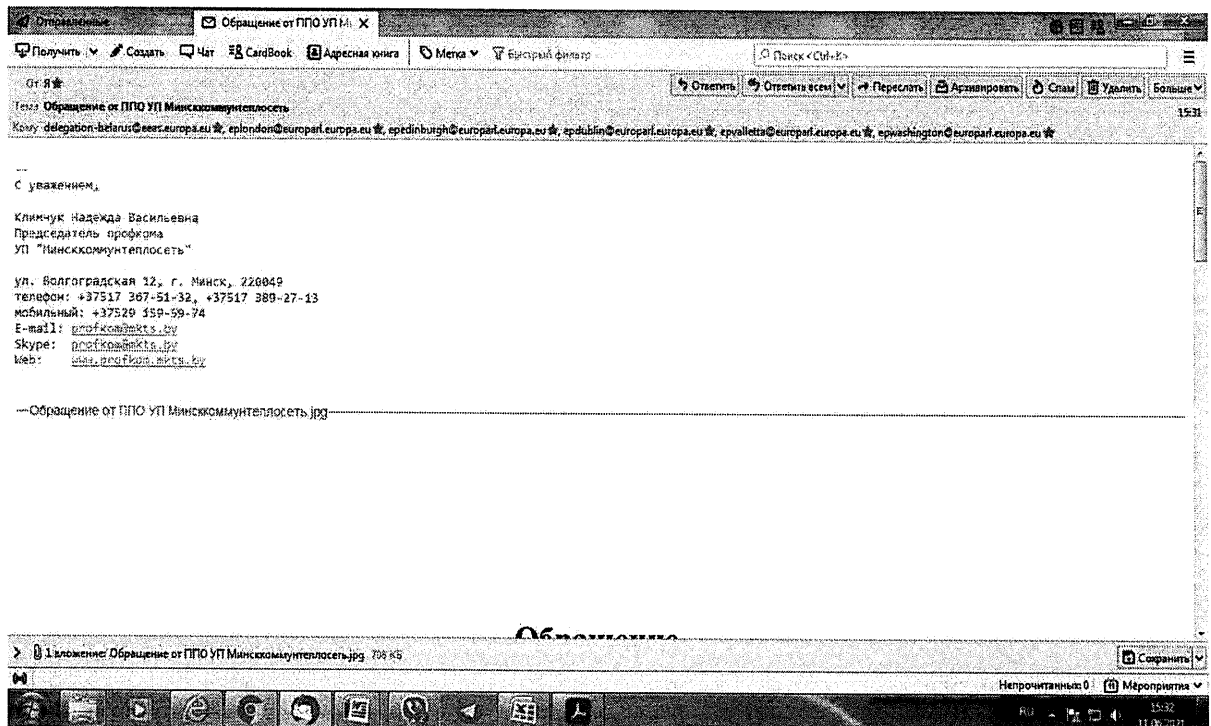 Отправленные
Обращение от ППО УП Ми X
Получить Создать Чат CardBook Адресная книга Метка Быстрый фильтр
Поиск <Ctrl+K>
От Я
Ответить Ответить всем Переслать Архивировать Спам Удалить Больше
Тема Обращение от ППО УП Минсккоммунтеплосеть
15:31
Кому delegation-belarus@eeas.europa.eu, eplondon@europarl.europa.eu, epedinburgh@europarl.europa.eu, epdublin@europarl.europa.eu, epvalletta@europarl.europa.eu, epwashington@europarl.europa.eu
--
С уважением,
Климчук Надежда Васильевна
Председатель профкома
УП "Минсккоммунтеплосеть"
ул. Волгоградская 12, г. Минск, 220049
телефон: +37517 367-51-32, +37517 389-27-13
мобильный: +37529 159-59-74
E-mail: profkom@mkts.by
Skype: profkom@mkts.by
Web: www.profkom.mkts.by
Обращение от ППО УП Минсккоммунтеплосеть.jpg
Обращение
1 вложение: Обращение от ППО УП Минсккоммунтеплосеть.jpg 706 КБ
Сохранить
Непрочитанных: 0
Мероприятия
RU
15:32
11.06.2021